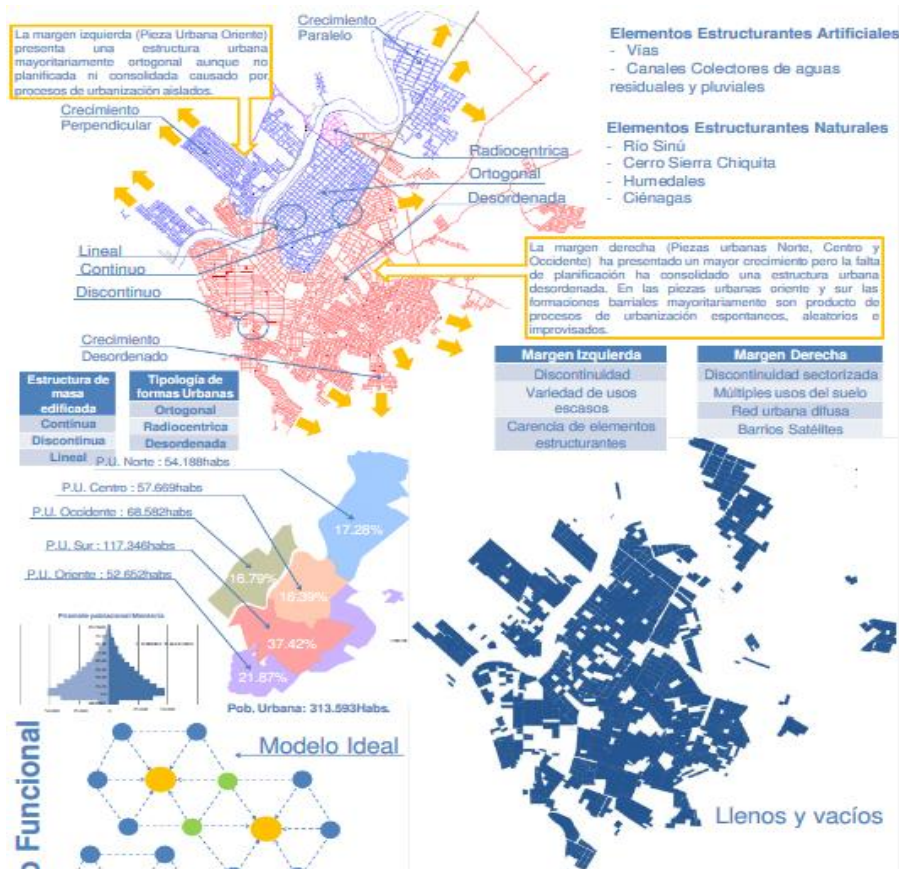 La margen izquierda (Pieza Urbana Oriente)
presenta una estructura urbana
mayoritariamente ortogonal aunque no
planificada ni consolidada causado por
procesos de urbanización aislados.
Crecimiento
Paralelo
Crecimiento
Perpendicular
Radiocentrica
Ortogonal
Desordenada
Lineal
Continuo
Discontinuo
Crecimiento
Desordenado
Elementos Estructurantes Artificiales
- Vías
- Canales Colectores de aguas
residuales y pluviales
Elementos Estructurantes Naturales
- Río Sinú
- Cerro Sierra Chiquita
- Humedales
- Ciénagas
La margen derecha (Piezas urbanas Norte, Centro y
Occidente) ha presentado un mayor crecimiento pero la falta
de planificación ha consolidado una estructura urbana
desordenada. En las piezas urbanas oriente y sur las
formaciones barriales mayoritariamente son producto de
procesos de urbanización espontaneos, aleatorios e
improvisados.
Margen Izquierda
Discontinuidad
Variedad de usos
escasos
Carencia de elementos
estructurantes
Margen Derecha
Discontinuidad sectorizada
Múltiples usos del suelo
Red urbana difusa
Barrios Satélites
Estructura de
masa
edificada
Contínua
Discontinua
Lineal
Tipología de
formas Urbanas
Ortogonal
Radiocentrica
Desordenada
P.U. Norte : 54.188habs
P.U. Centro : 57.669habs
P.U. Occidente : 68.582habs
P.U. Sur : 117.346habs
P.U. Oriente : 52.652habs
17.28%
16.79%
18.39%
37.42%
21.87%
Pob. Urbana: 313.593Habs.
Modelo Ideal
o Funcional
Llenos y vacíos